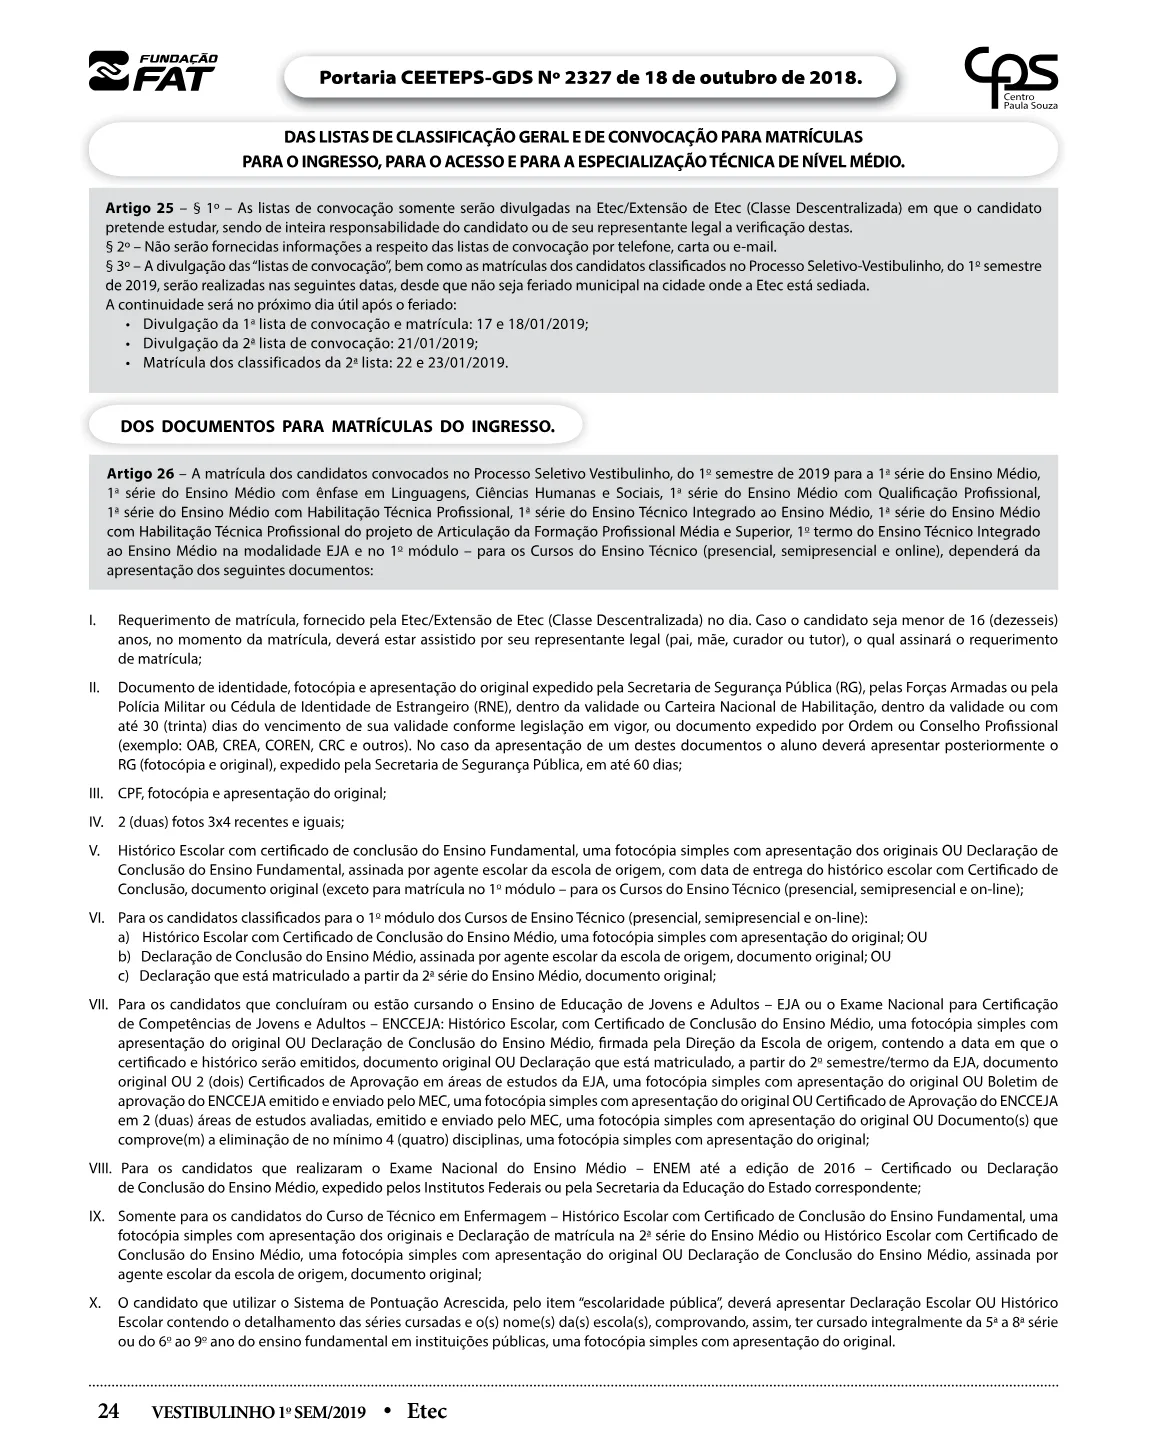 FUNDAÇÃO
FAT
Portaria CEETEPS-GDS Nº 2327 de 18 de outubro de 2018.
CPS
Centro
Paula Souza
DAS LISTAS DE CLASSIFICAÇÃO GERAL E DE CONVOCAÇÃO PARA MATRÍCULAS
PARA O INGRESSO, PARA O ACESSO E PARA A ESPECIALIZAÇÃO TÉCNICA DE NÍVEL MÉDIO.
Artigo 25 – § 1º – As listas de convocação somente serão divulgadas na Etec/Extensão de Etec (Classe Descentralizada) em que o candidato
pretende estudar, sendo de inteira responsabilidade do candidato ou de seu representante legal a verificação destas.
§ 2º – Não serão fornecidas informações a respeito das listas de convocação por telefone, carta ou e-mail.
§ 3º – A divulgação das “listas de convocação”, bem como as matrículas dos candidatos classificados no Processo Seletivo-Vestibulinho, do 1º semestre
de 2019, serão realizadas nas seguintes datas, desde que não seja feriado municipal na cidade onde a Etec está sediada.
A continuidade será no próximo dia útil após o feriado:
• Divulgação da 1ª lista de convocação e matrícula: 17 e 18/01/2019;
• Divulgação da 2ª lista de convocação: 21/01/2019;
• Matrícula dos classificados da 2ª lista: 22 e 23/01/2019.
DOS DOCUMENTOS PARA MATRÍCULAS DO INGRESSO.
Artigo 26 – A matrícula dos candidatos convocados no Processo Seletivo Vestibulinho, do 1º semestre de 2019 para a 1ª série do Ensino Médio,
1ª série do Ensino Médio com ênfase em Linguagens, Ciências Humanas e Sociais, 1ª série do Ensino Médio com Qualificação Profissional,
1ª série do Ensino Médio com Habilitação Técnica Profissional, 1ª série do Ensino Técnico Integrado ao Ensino Médio, 1ª série do Ensino Médio
com Habilitação Técnica Profissional do projeto de Articulação da Formação Profissional Média e Superior, 1º termo do Ensino Técnico Integrado
ao Ensino Médio na modalidade EJA e no 1º módulo – para os Cursos do Ensino Técnico (presencial, semipresencial e online), dependerá da
apresentação dos seguintes documentos:
I. Requerimento de matrícula, fornecido pela Etec/Extensão de Etec (Classe Descentralizada) no dia. Caso o candidato seja menor de 16 (dezesseis)
anos, no momento da matrícula, deverá estar assistido por seu representante legal (pai, mãe, curador ou tutor), o qual assinará o requerimento
de matrícula;
II. Documento de identidade, fotocópia e apresentação do original expedido pela Secretaria de Segurança Pública (RG), pelas Forças Armadas ou pela
Polícia Militar ou Cédula de Identidade de Estrangeiro (RNE), dentro da validade ou Carteira Nacional de Habilitação, dentro da validade ou com
até 30 (trinta) dias do vencimento de sua validade conforme legislação em vigor, ou documento expedido por Ordem ou Conselho Profissional
(exemplo: OAB, CREA, COREN, CRC e outros). No caso da apresentação de um destes documentos o aluno deverá apresentar posteriormente o
RG (fotocópia e original), expedido pela Secretaria de Segurança Pública, em até 60 dias;
III. CPF, fotocópia e apresentação do original;
IV. 2 (duas) fotos 3x4 recentes e iguais;
V. Histórico Escolar com certificado de conclusão do Ensino Fundamental, uma fotocópia simples com apresentação dos originais OU Declaração de
Conclusão do Ensino Fundamental, assinada por agente escolar da escola de origem, com data de entrega do histórico escolar com Certificado de
Conclusão, documento original (exceto para matrícula no 1º módulo – para os Cursos do Ensino Técnico (presencial, semipresencial e on-line);
VI. Para os candidatos classificados para o 1º módulo dos Cursos de Ensino Técnico (presencial, semipresencial e on-line):
a) Histórico Escolar com Certificado de Conclusão do Ensino Médio, uma fotocópia simples com apresentação do original; OU
b) Declaração de Conclusão do Ensino Médio, assinada por agente escolar da escola de origem, documento original; OU
c) Declaração que está matriculado a partir da 2ª série do Ensino Médio, documento original;
VII. Para os candidatos que concluíram ou estão cursando o Ensino de Educação de Jovens e Adultos – EJA ou o Exame Nacional para Certificação
de Competências de Jovens e Adultos – ENCCEJA: Histórico Escolar, com Certificado de Conclusão do Ensino Médio, uma fotocópia simples com
apresentação do original OU Declaração de Conclusão do Ensino Médio, firmada pela Direção da Escola de origem, contendo a data em que o
certificado e histórico serão emitidos, documento original OU Declaração que está matriculado, a partir do 2º semestre/termo da EJA, documento
original OU 2 (dois) Certificados de Aprovação em áreas de estudos da EJA, uma fotocópia simples com apresentação do original OU Boletim de
aprovação do ENCCEJA emitido e enviado pelo MEC, uma fotocópia simples com apresentação do original OU Certificado de Aprovação do ENCCEJA
em 2 (duas) áreas de estudos avaliadas, emitido e enviado pelo MEC, uma fotocópia simples com apresentação do original OU Documento(s) que
comprove(m) a eliminação de no mínimo 4 (quatro) disciplinas, uma fotocópia simples com apresentação do original;
VIII. Para os candidatos que realizaram o Exame Nacional do Ensino Médio – ENEM até a edição de 2016 – Certificado ou Declaração
de Conclusão do Ensino Médio, expedido pelos Institutos Federais ou pela Secretaria da Educação do Estado correspondente;
IX. Somente para os candidatos do Curso de Técnico em Enfermagem – Histórico Escolar com Certificado de Conclusão do Ensino Fundamental, uma
fotocópia simples com apresentação dos originais e Declaração de matrícula na 2ª série do Ensino Médio ou Histórico Escolar com Certificado de
Conclusão do Ensino Médio, uma fotocópia simples com apresentação do original OU Declaração de Conclusão do Ensino Médio, assinada por
agente escolar da escola de origem, documento original;
X. O candidato que utilizar o Sistema de Pontuação Acrescida, pelo item “escolaridade pública”, deverá apresentar Declaração Escolar OU Histórico
Escolar contendo o detalhamento das séries cursadas e o(s) nome(s) da(s) escola(s), comprovando, assim, ter cursado integralmente da 5ª a 8ª série
ou do 6º ao 9º ano do ensino fundamental em instituições públicas, uma fotocópia simples com apresentação do original.
24 VESTIBULINHO 1º SEM/2019 • Etec